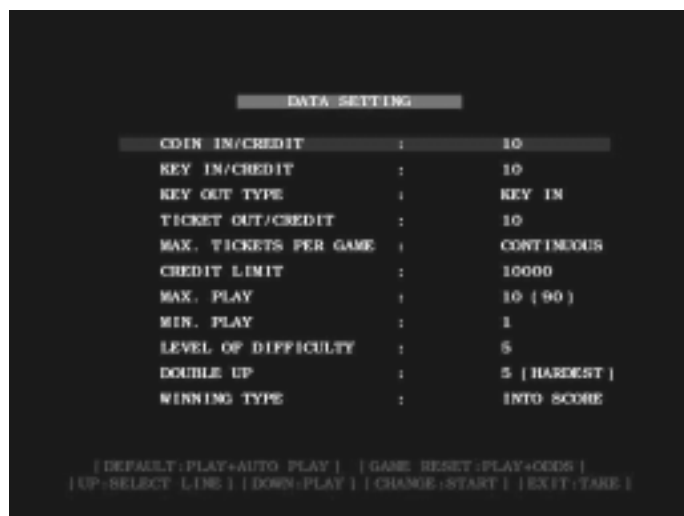 DATA SETTING
COIN IN/CREDIT : 10
KEY IN/CREDIT : 10
KEY OUT TYPE : KEY IN
TICKET OUT/CREDIT : 10
MAX. TICKETS PER GAME : CONTINUOUS
CREDIT LIMIT : 10000
MAX. PLAY : 10 (90)
MIN. PLAY : 1
LEVEL OF DIFFICULTY : 5
DOUBLE UP : 5 (HARDEST)
WINNING TYPE : INTO SCORE
[DEFAULT:PLAY+AUTO PLAY] [GAME RESET:PLAY+ODDS]
[UP:SELECT LINE] [DOWN:PLAY] [CHANGE:START] [EXIT:TAKE]